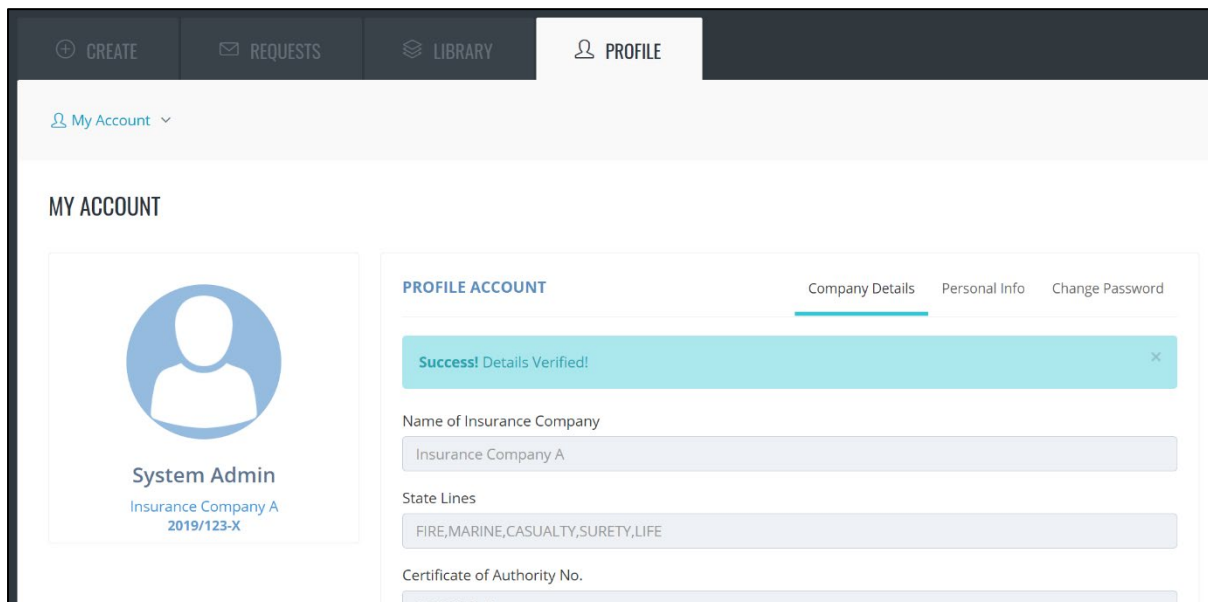 CREATE
REQUESTS
LIBRARY
PROFILE
My Account
MY ACCOUNT
System Admin
Insurance Company A
2019/123-X
PROFILE ACCOUNT
Company Details
Personal Info
Change Password
Success! Details Verified!
×
Name of Insurance Company
Insurance Company A
State Lines
FIRE,MARINE,CASUALTY,SURETY,LIFE
Certificate of Authority No.